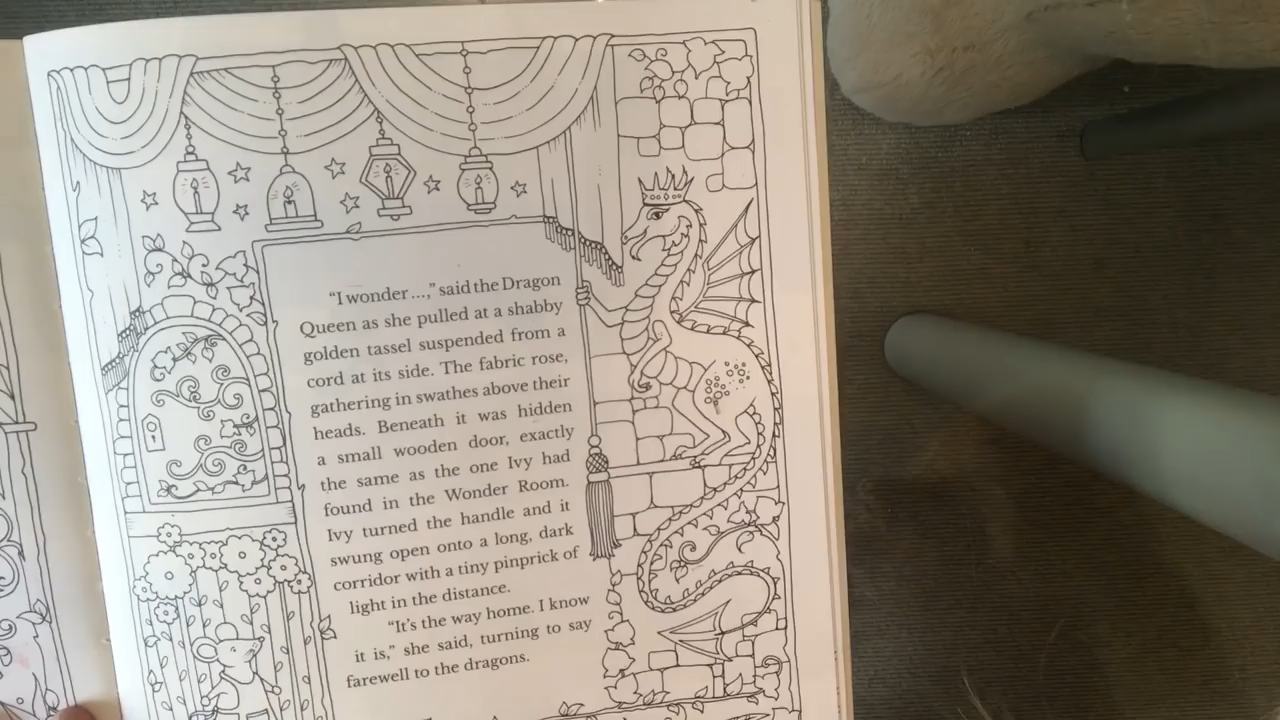 “I wonder ...,” said the Dragon
Queen as she pulled at a shabby
golden tassel suspended from a
cord at its side. The fabric rose,
gathering in swathes above their
heads. Beneath it was hidden
a small wooden door, exactly
the same as the one Ivy had
found in the Wonder Room.
Ivy turned the handle and it
swung open onto a long, dark
corridor with a tiny pinprick of
light in the distance.
“It’s the way home. I know
it is,” she said, turning to say
farewell to the dragons.